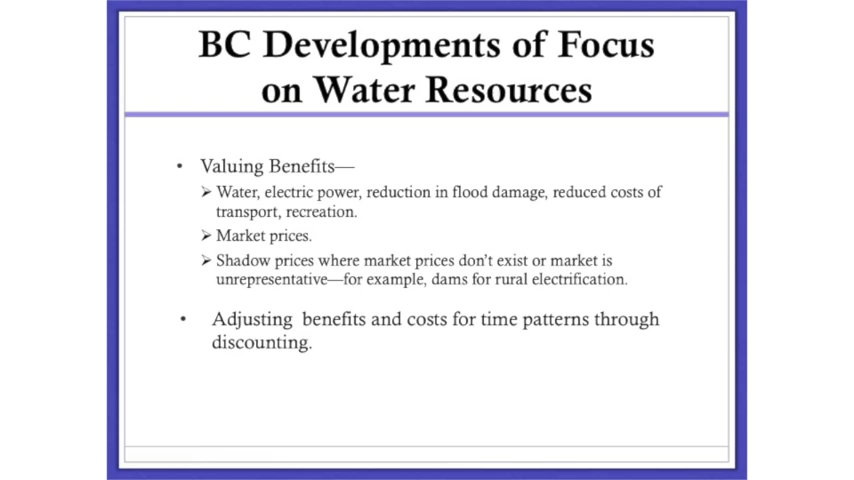 BC Developments of Focus
on Water Resources
• Valuing Benefits—
➢ Water, electric power, reduction in flood damage, reduced costs of
transport, recreation.
➢ Market prices.
➢ Shadow prices where market prices don't exist or market is
unrepresentative—for example, dams for rural electrification.
• Adjusting benefits and costs for time patterns through
discounting.